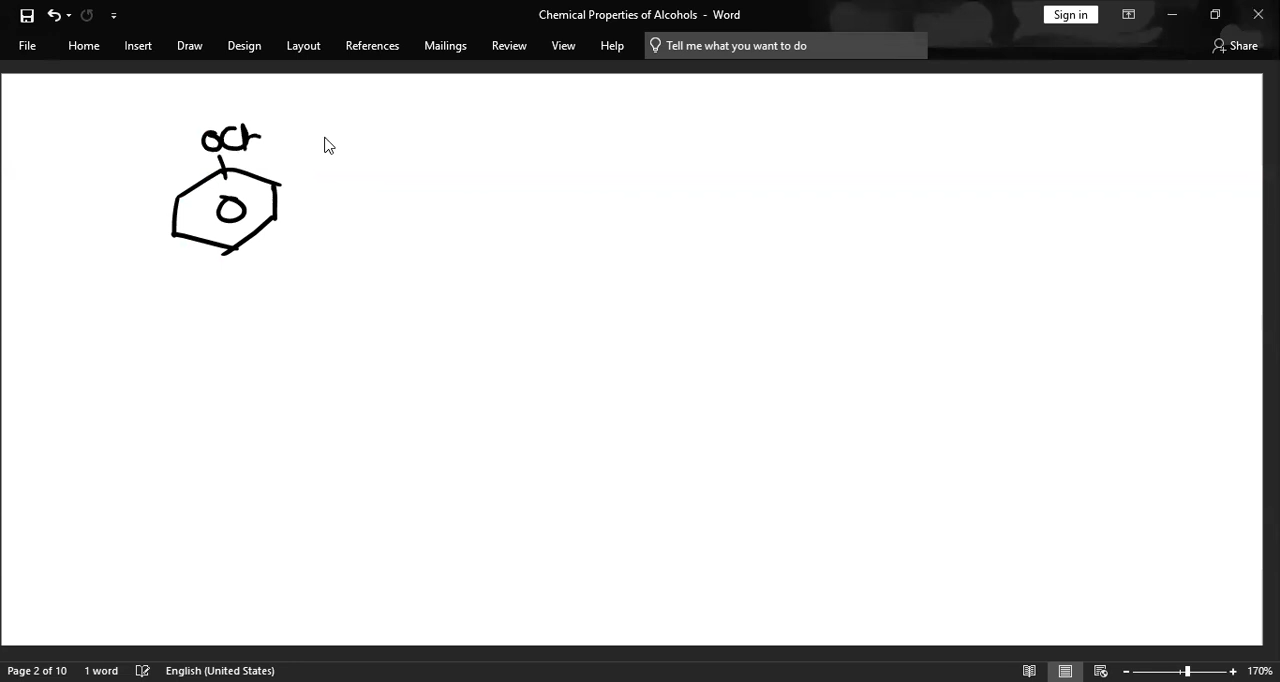 Chemical Properties of Alcohols - Word
Sign in
File Home Insert Draw Design Layout References Mailings Review View Help Tell me what you want to do Share
Page 2 of 10 1 word English (United States) 170%